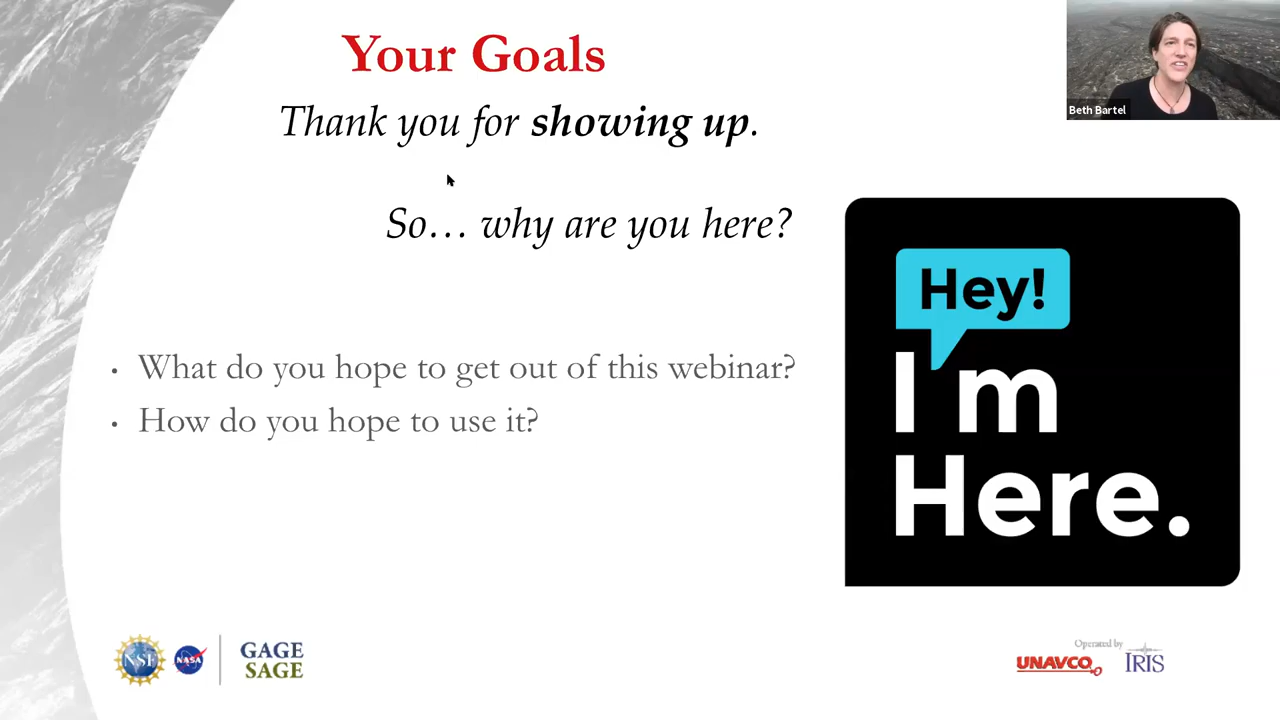 Your Goals
Thank you for showing up.
Beth Bartel
So… why are you here?
Hey!
I'm
Here.
• What do you hope to get out of this webinar?
• How do you hope to use it?
NSF
NASA
GAGE
SAGE
Operated by
UNAVCO
IRIS